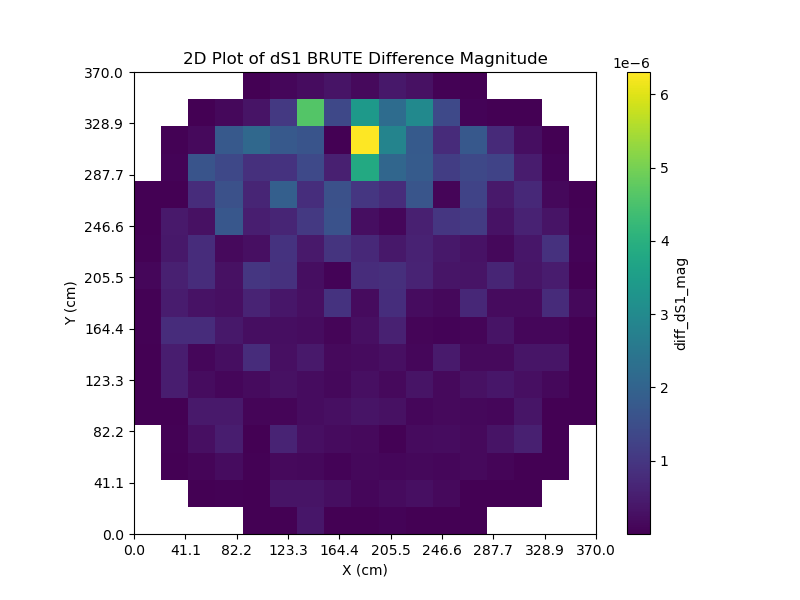 2D Plot of dS1 BRUTE Difference Magnitude
1e−6
370.0
328.9
287.7
246.6
205.5
164.4
123.3
82.2
41.1
0.0
Y (cm)
0.0 41.1 82.2 123.3 164.4 205.5 246.6 287.7 328.9 370.0
X (cm)
6
5
4
3
2
1
diff_dS1_mag